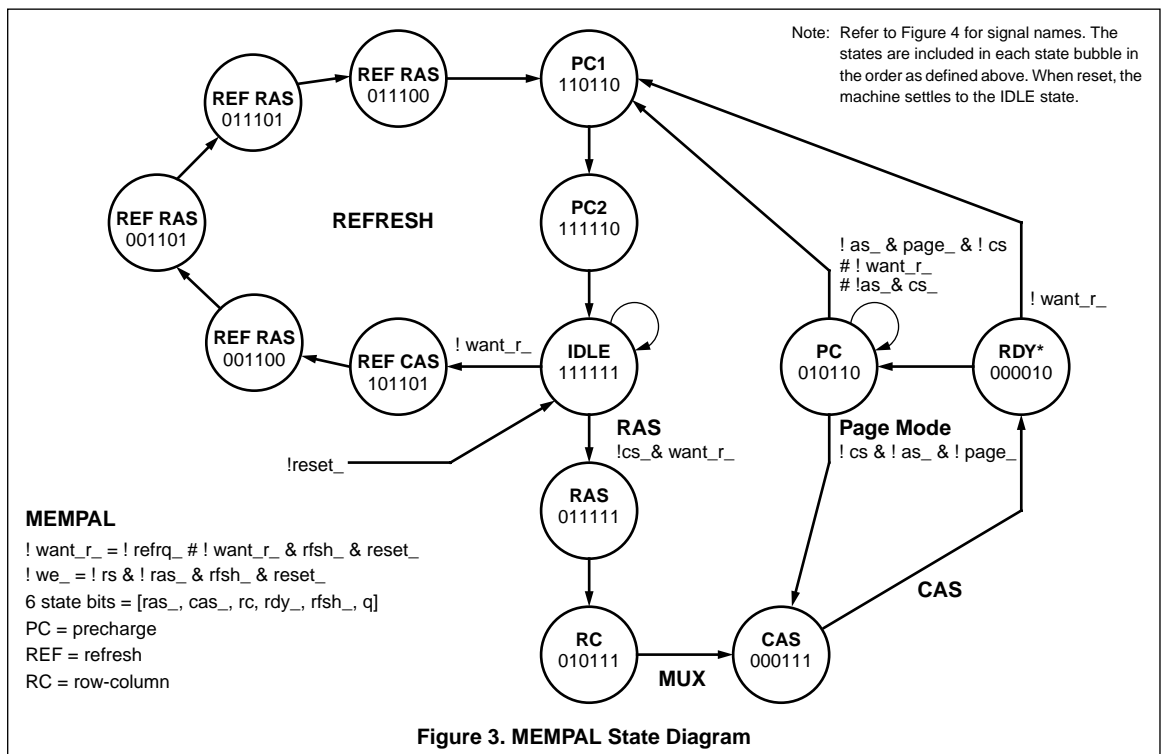 Note: Refer to Figure 4 for signal names. The
states are included in each state bubble in
the order as defined above. When reset, the
machine settles to the IDLE state.
REF RAS
011100
PC1
110110
REF RAS
011101
REF RAS
001101
REFRESH
PC2
111110
! as_ & page_ & ! cs
# ! want_r_
# !as_& cs_
! want_r_
REF RAS
001100
REF CAS
101101
! want_r_
IDLE
111111
PC
010110
RDY*
000010
RAS
!cs_& want_r_
Page Mode
! cs & ! as_ & ! page_
!reset_
RAS
011111
MEMPAL
! want_r_ = ! refrq_ # ! want_r_ & rfsh_ & reset_
! we_ = ! rs & ! ras_ & rfsh_ & reset_
6 state bits = [ras_, cas_, rc, rdy_, rfsh_, q]
PC = precharge
REF = refresh
RC = row-column
RC
010111
MUX
CAS
000111
CAS
Figure 3. MEMPAL State Diagram